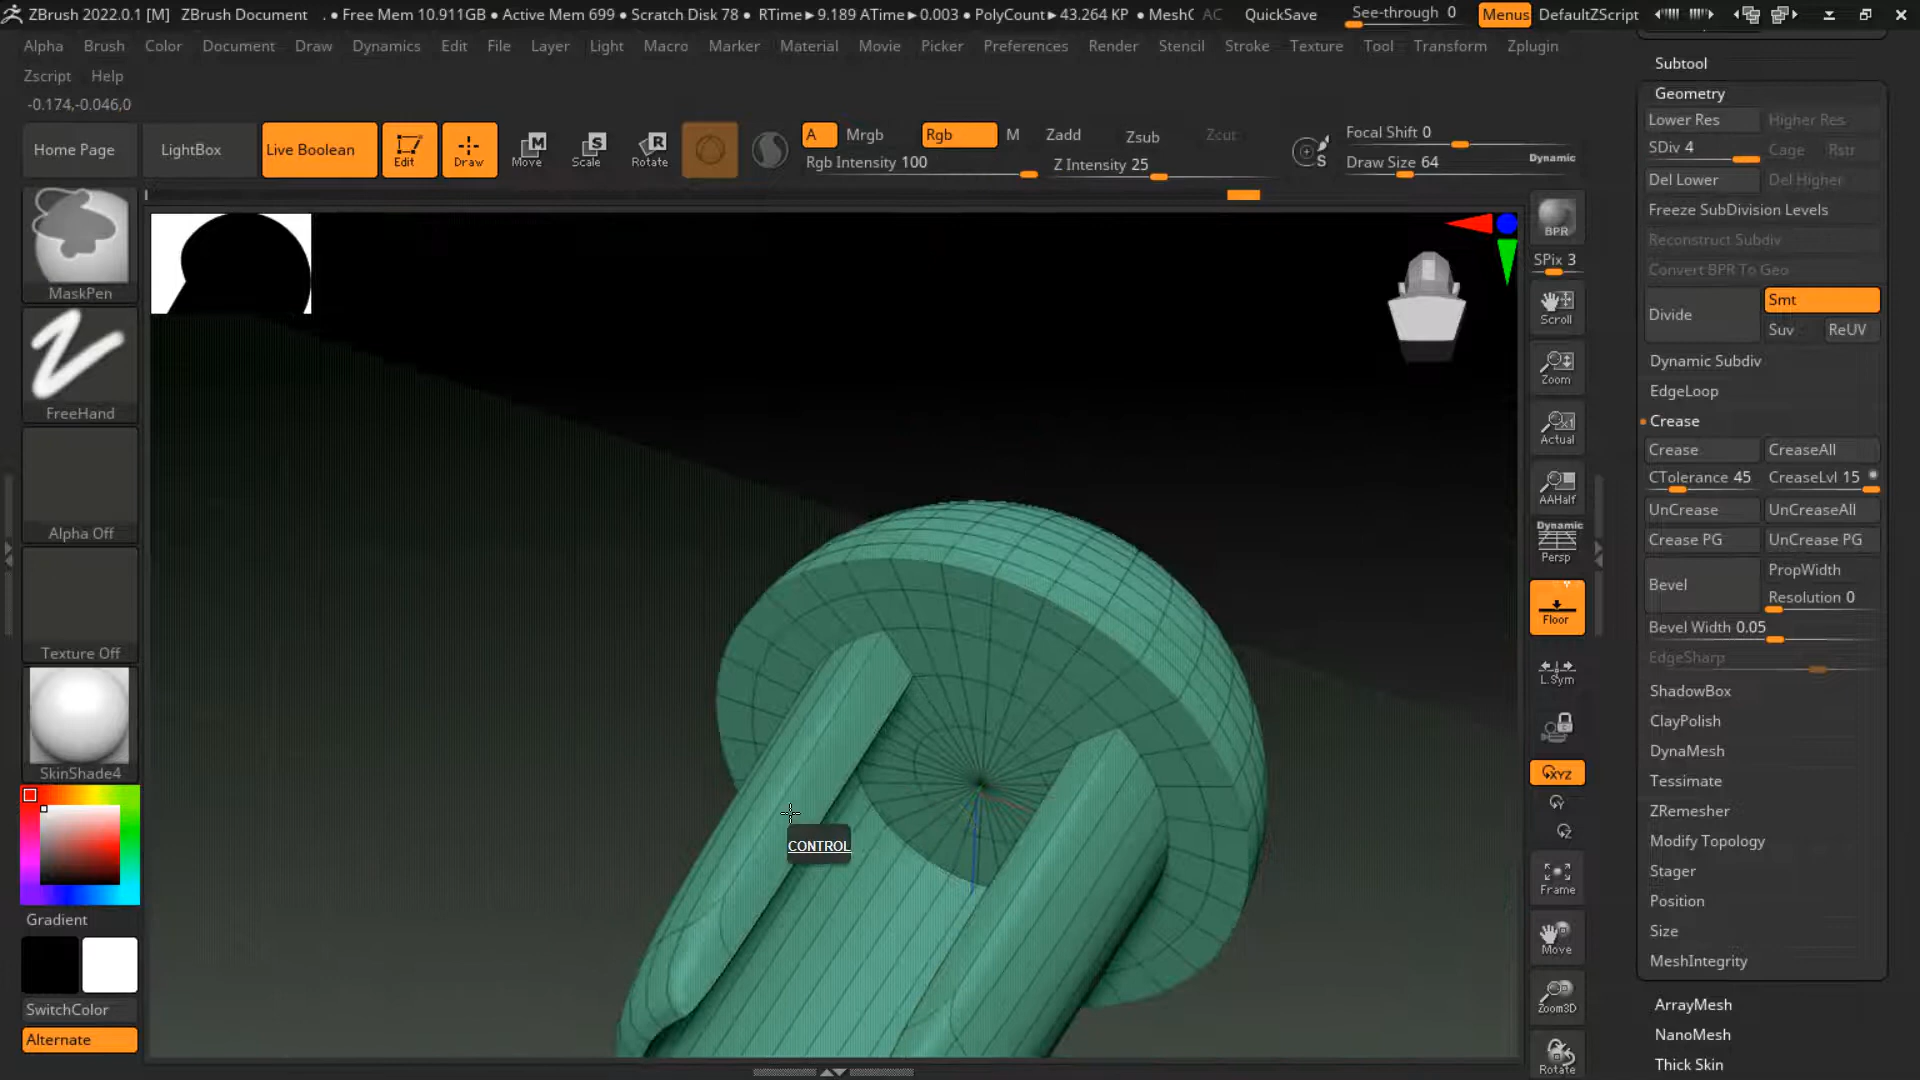 ZBrush 2022.0.1 [M] ZBrush Document . ● Free Mem 10.911GB ● Active Mem 699 ● Scratch Disk 78 ● RTime►9.189 ATime►0.003 ● PolyCount►43.264 KP ● MeshC AC QuickSave See-through 0 Menus DefaultZScript
Alpha Brush Color Document Draw Dynamics Edit File Layer Light Macro Marker Material Movie Picker Preferences Render Stencil Stroke Texture Tool Transform Zplugin
Zscript Help
-0.174,-0.046,0
Home Page LightBox Live Boolean Edit Draw Move Scale Rotate
A Mrgb Rgb M Zadd Zsub Zcut
Rgb Intensity 100 Z Intensity 25
Focal Shift 0
Draw Size 64 Dynamic
S
MaskPen
FreeHand
Alpha Off
Texture Off
SkinShade4
Gradient
SwitchColor
Alternate
CONTROL
BPR
SPix 3
Scroll
Zoom
Actual
AAHalf
Dynamic
Persp
Floor
L.Sym
XYZ
Y
Z
Frame
Move
Zoom3D
Rotate
Subtool
Geometry
Lower Res Higher Res
SDiv 4 Cage Rstr
Del Lower Del Higher
Freeze SubDivision Levels
Reconstruct Subdiv
Convert BPR To Geo
Divide Smt
Suv ReUV
Dynamic Subdiv
EdgeLoop
Crease
Crease CreaseAll
CTolerance 45 CreaseLvl 15
UnCrease UnCreaseAll
Crease PG UnCrease PG
Bevel PropWidth
Resolution 0
Bevel Width 0.05
EdgeSharp
ShadowBox
ClayPolish
DynaMesh
Tessimate
ZRemesher
Modify Topology
Stager
Position
Size
MeshIntegrity
ArrayMesh
NanoMesh
Thick Skin